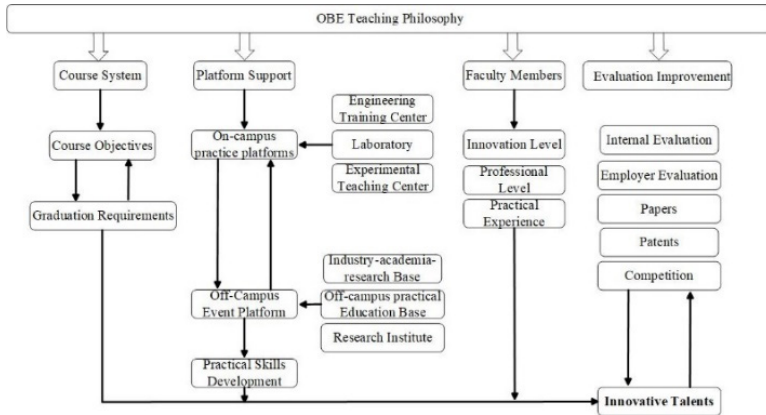 OBE Teaching Philosophy
Course System
Platform Support
Faculty Members
Evaluation Improvement
Engineering
Training Center
Course Objectives
On-campus
practice platforms
Laboratory
Innovation Level
Internal Evaluation
Experimental
Teaching Center
Professional
Level
Employer Evaluation
Graduation Requirements
Practical
Experience
Papers
Patents
Industry-academia-
research Base
Competition
Off-Campus
Event Platform
Off-campus practical
Education Base
Research Institute
Practical Skills
Development
Innovative Talents